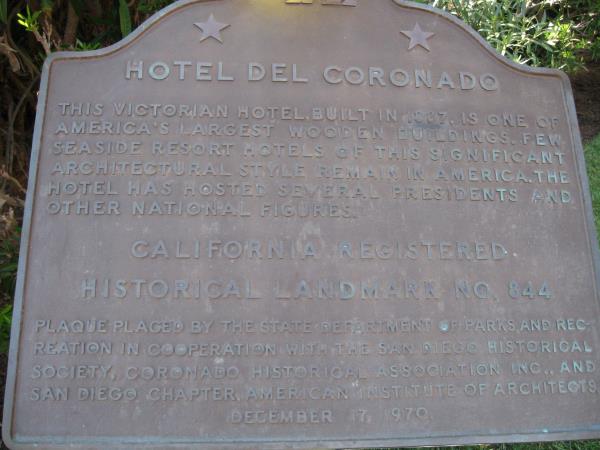 HOTEL DEL CORONADO
THIS VICTORIAN HOTEL, BUILT IN 1887, IS ONE OF
AMERICA'S LARGEST WOODEN BUILDINGS. FEW
SEASIDE RESORT HOTELS OF THIS SIGNIFICANT
ARCHITECTURAL STYLE REMAIN IN AMERICA. THE
HOTEL HAS HOSTED SEVERAL PRESIDENTS AND
OTHER NATIONAL FIGURES.
CALIFORNIA REGISTERED
HISTORICAL LANDMARK NO. 844
PLAQUE PLACED BY THE STATE DEPARTMENT OF PARKS AND REC-
REATION IN COOPERATION WITH THE SAN DIEGO HISTORICAL
SOCIETY, CORONADO HISTORICAL ASSOCIATION INC., AND
SAN DIEGO CHAPTER, AMERICAN INSTITUTE OF ARCHITECTS,
DECEMBER 17, 1970.